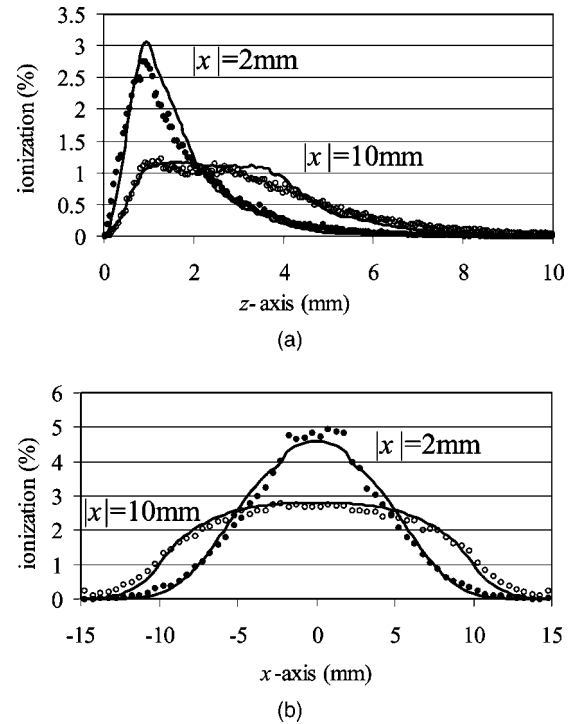 3.5
3
2.5
2
1.5
1
0.5
0
ionization (%)
|x|=2mm
|x|=10mm
0 2 4 6 8 10
z- axis (mm)
(a)
6
5
4
3
2
1
0
ionization (%)
|x|=2mm
|x|=10mm
-15 -10 -5 0 5 10 15
x -axis (mm)
(b)